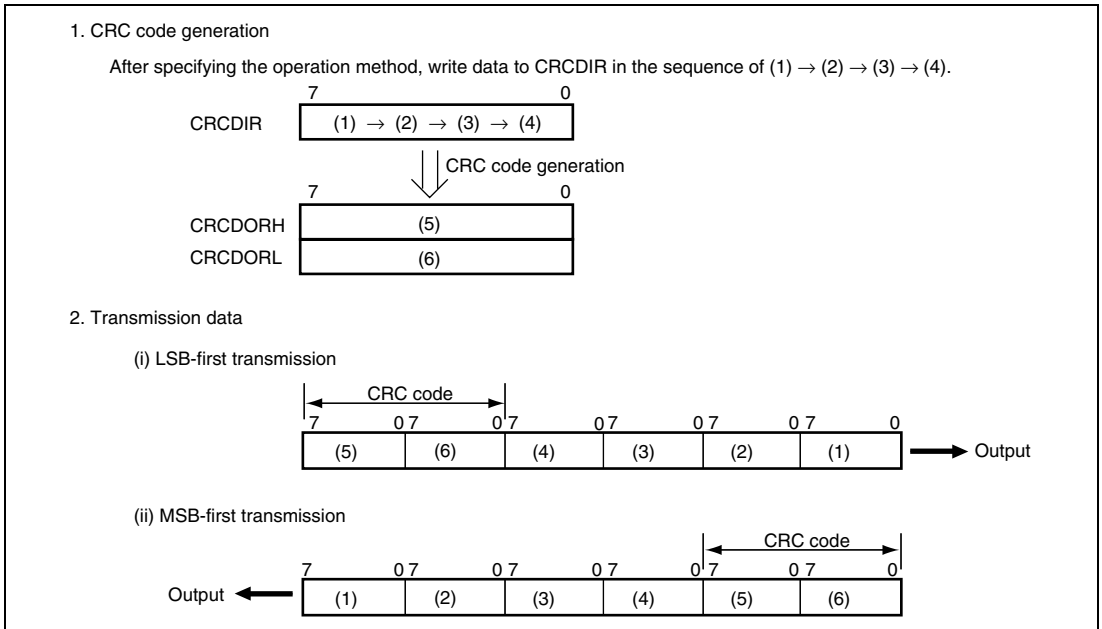 1. CRC code generation
After specifying the operation method, write data to CRCDIR in the sequence of (1) → (2) → (3) → (4).
7 0
CRCDIR (1) → (2) → (3) → (4)
CRC code generation
7 0
CRCDORH (5)
CRCDORL (6)
2. Transmission data
(i) LSB-first transmission
CRC code
7 0 7 0 7 0 7 0 7 0 7 0
(5) (6) (4) (3) (2) (1) Output
(ii) MSB-first transmission
CRC code
7 0 7 0 7 0 7 0 7 0 7 0
Output (1) (2) (3) (4) (5) (6)